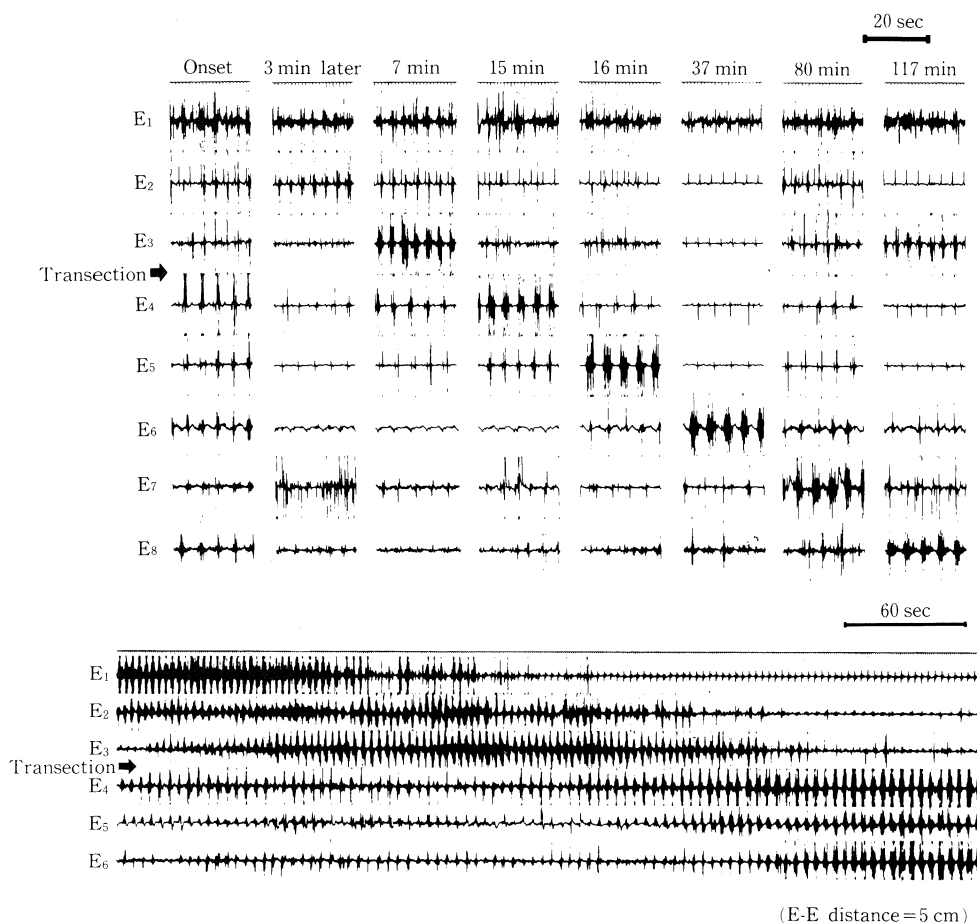 20 sec
Onset 3 min later 7 min 15 min 16 min 37 min 80 min 117 min
E1
E2
E3
Transection
E4
E5
E6
E7
E8
60 sec
E1
E2
E3
Transection
E4
E5
E6
(E-E distance=5 cm)